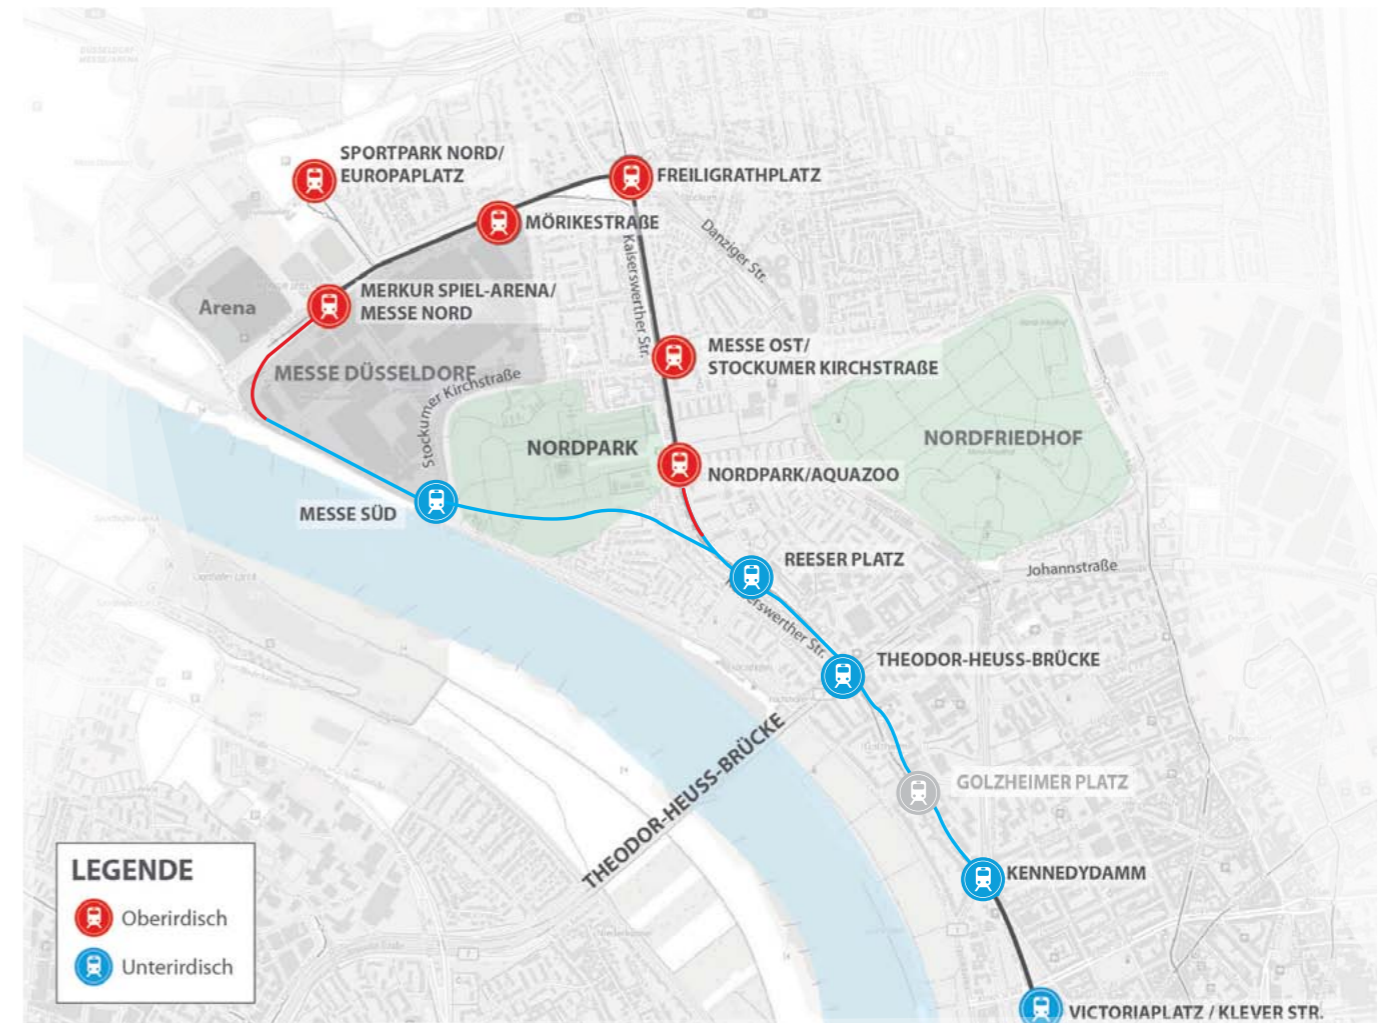 SPORTPARK NORD/
EUROPAPLATZ
FREILIGRATHPLATZ
MÖRIKESTRAßE
Danziger Str.
Kaiserswerther Str.
MERKUR SPIEL-ARENA/
MESSE NORD
Arena
MESSE OST/
STOCKUMER KIRCHSTRAßE
MESSE DÜSSELDORF
Stockumer Kirchstraße
NORDPARK
NORDFRIEDHOF
NORDPARK/AQUAZOO
MESSE SÜD
REESER PLATZ
Johannstraße
erswerther Str.
THEODOR-HEUSS-BRÜCKE
THEODOR-HEUSS-BRÜCKE
GOLZHEIMER PLATZ
KENNEDYDAMM
VICTORIAPLATZ / KLEVER STR.
LEGENDE
Oberirdisch
Unterirdisch